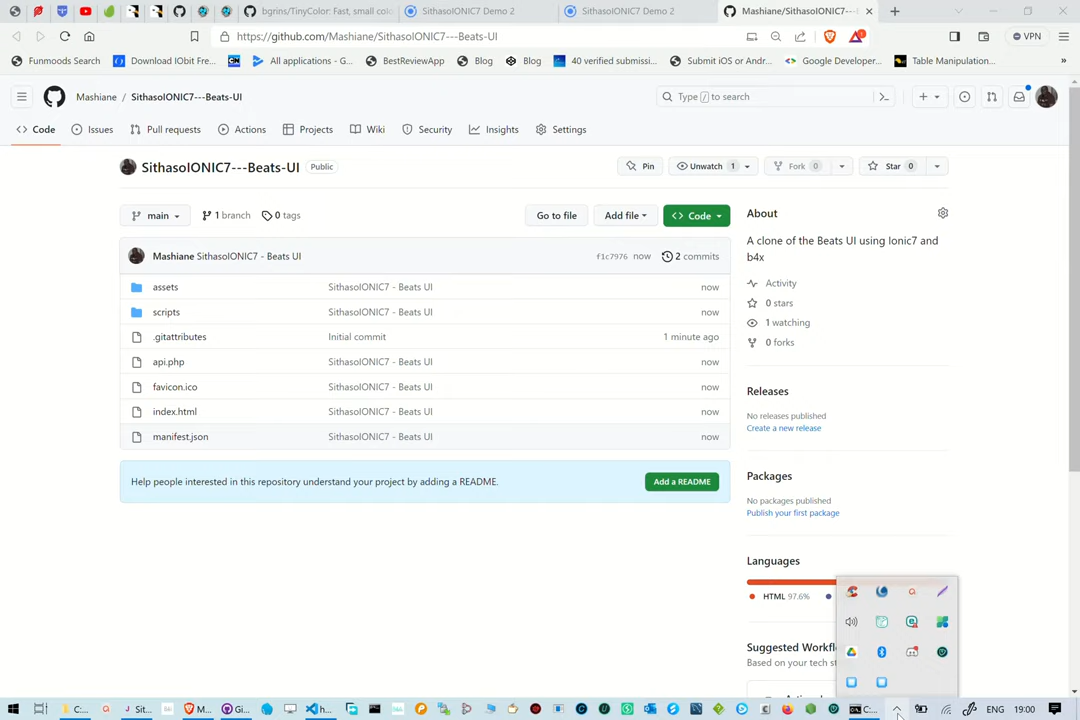 bgrins/TinyColor: Fast, small colo
SithasoIONIC7 Demo 2
SithasoIONIC7 Demo 2
Mashiane/SithasoIONIC7---B
https://github.com/Mashiane/SithasoIONIC7---Beats-UI
VPN
Funmoods Search
Download IObit Fre...
All applications - G...
BestReviewApp
Blog
Blog
40 verified submissi...
Submit iOS or Andr...
Google Developer...
Table Manipulation...
»
Mashiane / SithasoIONIC7---Beats-UI
Type / to search
Code
Issues
Pull requests
Actions
Projects
Wiki
Security
Insights
Settings
SithasoIONIC7---Beats-UI Public
Pin
Unwatch 1
Fork 0
Star 0
main
1 branch
0 tags
Go to file
Add file
<> Code
Mashiane SithasoIONIC7 - Beats UI
f1c7976 now
2 commits
assets SithasoIONIC7 - Beats UI now
scripts SithasoIONIC7 - Beats UI now
.gitattributes Initial commit 1 minute ago
api.php SithasoIONIC7 - Beats UI now
favicon.ico SithasoIONIC7 - Beats UI now
index.html SithasoIONIC7 - Beats UI now
manifest.json SithasoIONIC7 - Beats UI now
Help people interested in this repository understand your project by adding a README.
Add a README
About
A clone of the Beats UI using Ionic7 and
b4x
Activity
0 stars
1 watching
0 forks
Releases
No releases published
Create a new release
Packages
No packages published
Publish your first package
Languages
HTML 97.6%
Suggested Workfl
Based on your tech st
C:...
Sit...
M...
Gi...
h...
C:...
ENG
19:00